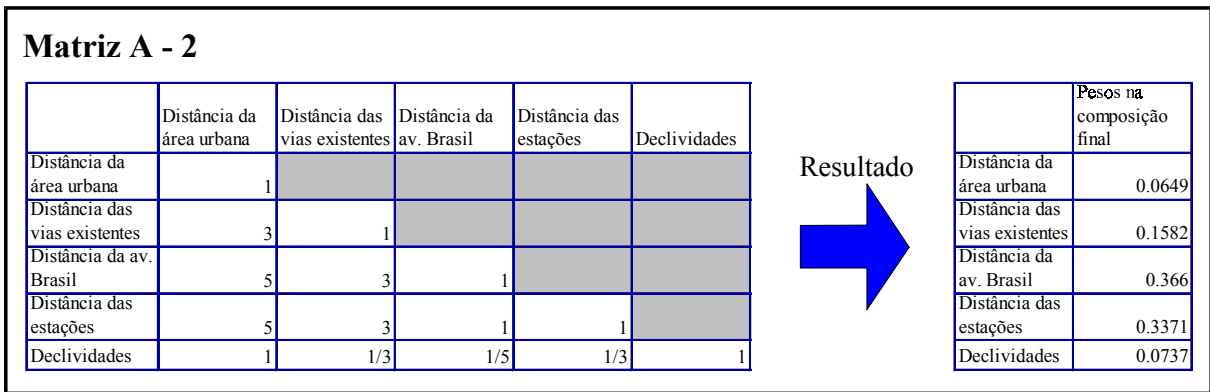 Matriz A - 2
Distância da área urbana
Distância das vias existentes
Distância da av. Brasil
Distância das estações
Declividades
Distância da área urbana 1
Distância das vias existentes 3 1
Distância da av. Brasil 5 3 1
Distância das estações 5 3 1 1
Declividades 1 1/3 1/5 1/3 1
Resultado
Pesos na composição final
Distância da área urbana 0.0649
Distância das vias existentes 0.1582
Distância da av. Brasil 0.366
Distância das estações 0.3371
Declividades 0.0737